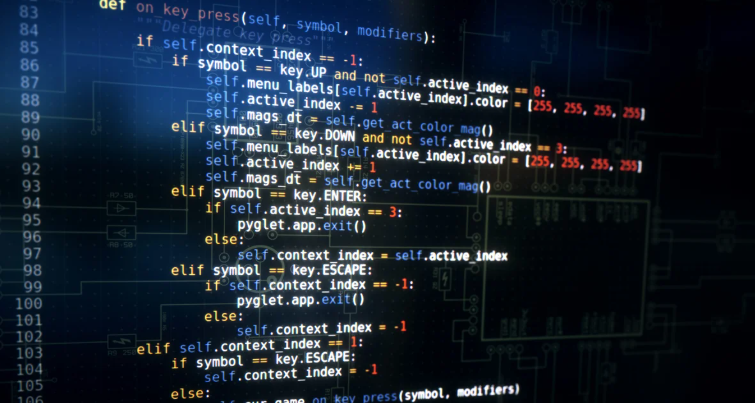 83 def on_key_press(self, symbol, modifiers):
84 """Delegate key press"""
85 if self.context_index == -1:
86 if symbol == key.UP and not self.active_index == 0:
87 self.menu_labels[self.active_index].color = [255, 255, 255, 255]
88 self.active_index -= 1
89 self.mags_dt = self.get_act_color_mag()
90 elif symbol == key.DOWN and not self.active_index == 3:
91 self.menu_labels[self.active_index].color = [255, 255, 255, 255]
92 self.active_index += 1
93 self.mags_dt = self.get_act_color_mag()
94 elif symbol == key.ENTER:
95 if self.active_index == 3:
96 pyglet.app.exit()
97 else:
98 self.context_index = self.active_index
99 elif symbol == key.ESCAPE:
100 if self.context_index == -1:
101 pyglet.app.exit()
102 else:
103 self.context_index = -1
104 elif self.context_index == 1:
105 if symbol == key.ESCAPE:
106 self.context_index = -1
else:
on_key_press(symbol, modifiers)